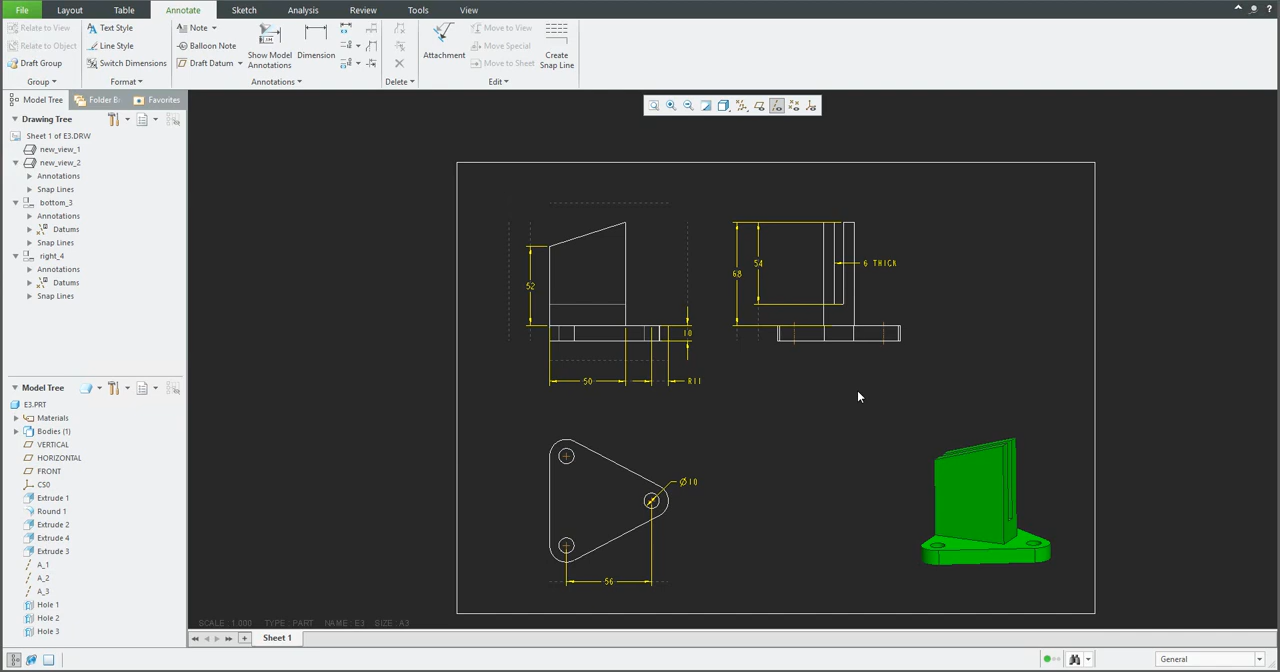 File Layout Table Annotate Sketch Analysis Review Tools View
Relate to View Text Style Note Move to View
Relate to Object Line Style Balloon Note Show Model Annotations Dimension Attachment Move Special Create Snap Line
Draft Group Switch Dimensions Draft Datum Move to Sheet
Group Format Annotations Delete Edit
Model Tree Folder Br Favorites
Drawing Tree
Sheet 1 of E3.DRW
new_view_1
new_view_2
Annotations
Snap Lines
bottom_3
Annotations
Datums
Snap Lines
right_4
Annotations
Datums
Snap Lines
Model Tree
E3.PRT
Materials
Bodies (1)
VERTICAL
HORIZONTAL
FRONT
CS0
Extrude 1
Round 1
Extrude 2
Extrude 4
Extrude 3
A_1
A_2
A_3
Hole 1
Hole 2
Hole 3
52
10
50
R11
68
54
6 THICK
Ø10
56
SCALE : 1.000 TYPE : PART NAME : E3 SIZE : A3
Sheet 1
General